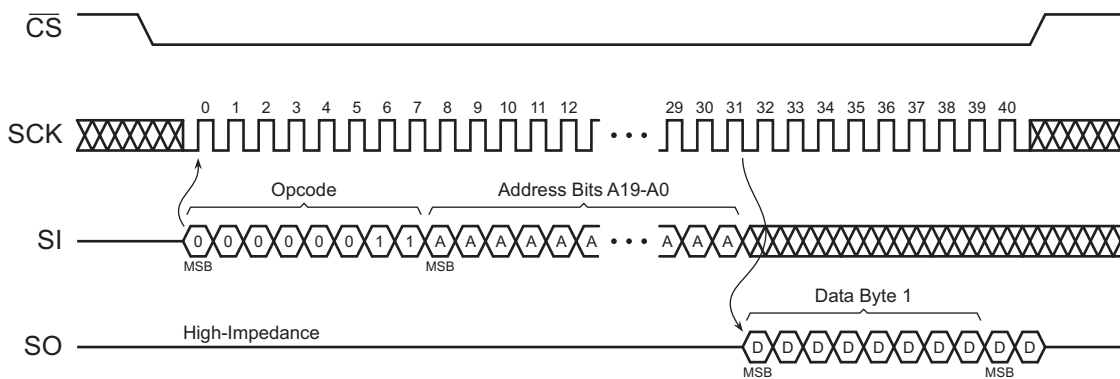 CS
0 1 2 3 4 5 6 7 8 9 10 11 12 29 30 31 32 33 34 35 36 37 38 39 40
SCK
Opcode Address Bits A19-A0
SI 0 0 0 0 0 0 1 1 A A A A A A A A A
MSB MSB
Data Byte 1
High-Impedance
SO D D D D D D D D D D
MSB MSB